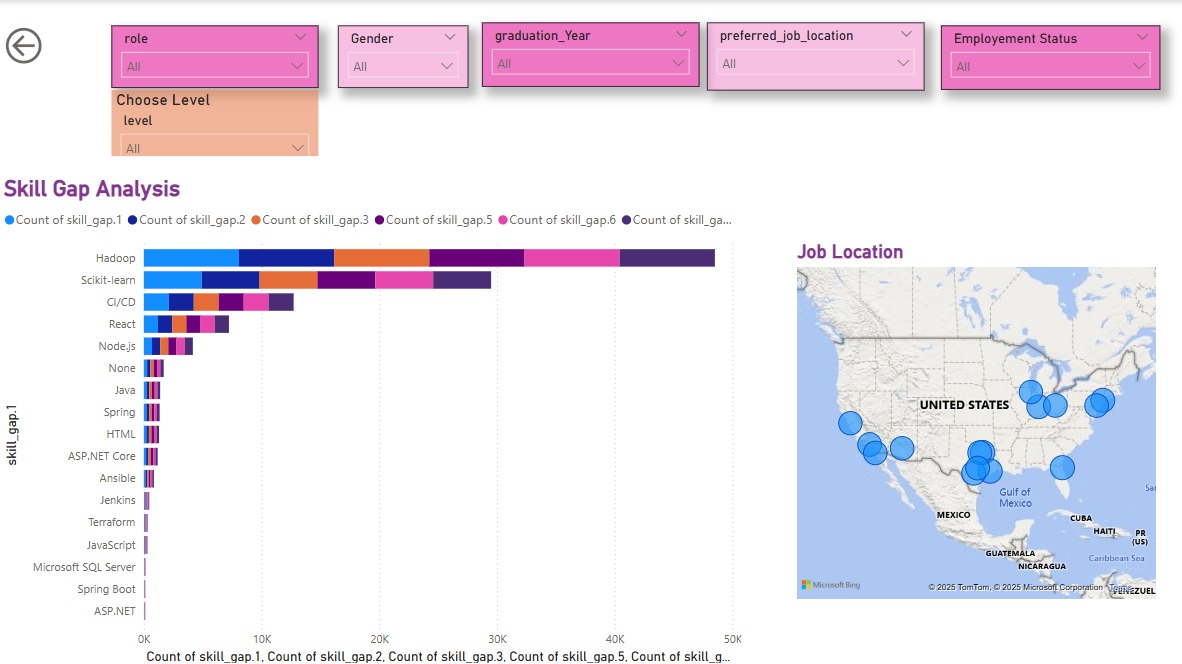 role
All
Gender
All
graduation_Year
All
preferred_job_location
All
Employement Status
All
Choose Level
level
All
Skill Gap Analysis
Count of skill_gap.1 Count of skill_gap.2 Count of skill_gap.3 Count of skill_gap.5 Count of skill_gap.6 Count of skill_ga...
skill_gap.1
Hadoop
Scikit-learn
CI/CD
React
Node.js
None
Java
Spring
HTML
ASP.NET Core
Ansible
Jenkins
Terraform
JavaScript
Microsoft SQL Server
Spring Boot
ASP.NET
0K 10K 20K 30K 40K 50K
Count of skill_gap.1, Count of skill_gap.2, Count of skill_gap.3, Count of skill_gap.5, Count of skill_g...
Job Location
UNITED STATES
Gulf of
Mexico
MEXICO
CUBA
HAITI
PR
(US)
Sar
GUATEMALA
NICARAGUA
Caribbean Sea
Microsoft Bing
© 2025 TomTom, © 2025 Microsoft Corporation Terms